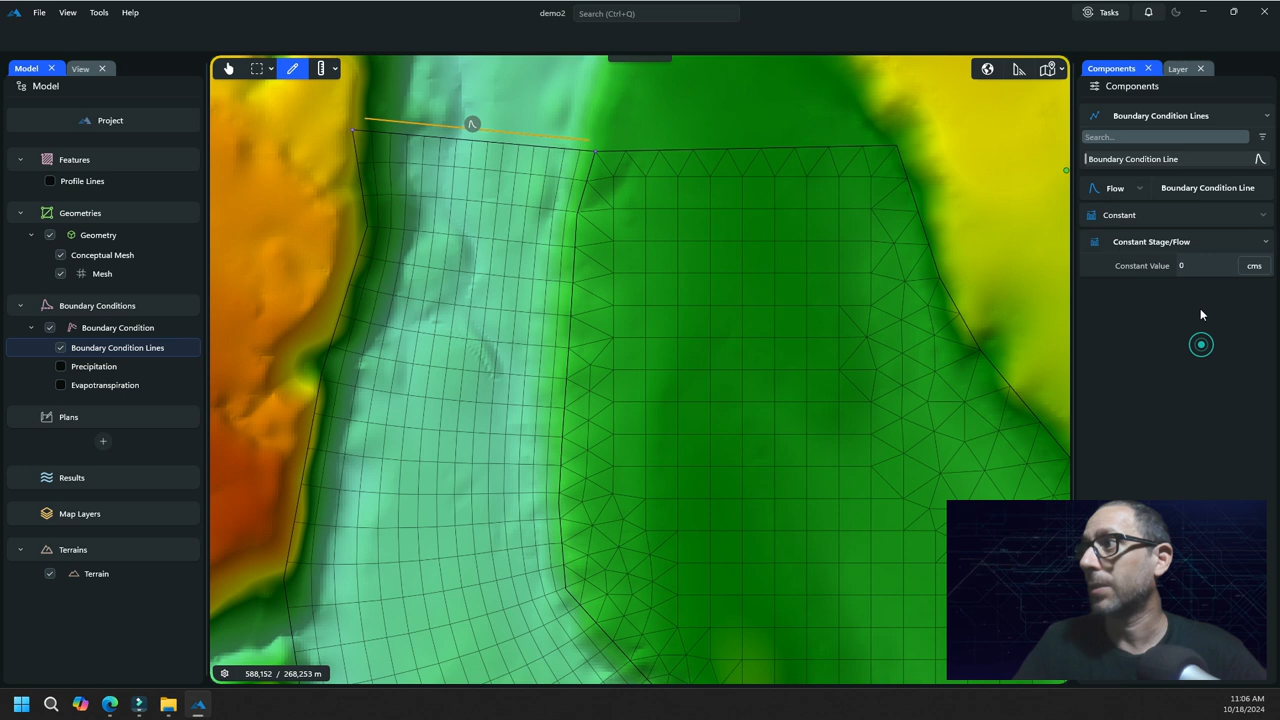 File View Tools Help
demo2
Search (Ctrl+Q)
Tasks
Model
View
Model
Project
Features
Profile Lines
Geometries
Geometry
Conceptual Mesh
Mesh
Boundary Conditions
Boundary Condition
Boundary Condition Lines
Precipitation
Evapotranspiration
Plans
+
Results
Map Layers
Terrains
Terrain
588,152 / 268,253 m
Components
Layer
Components
Boundary Condition Lines
Search...
Boundary Condition Line
Flow Boundary Condition Line
Constant
Constant Stage/Flow
Constant Value 0 cms
11:06 AM
10/18/2024